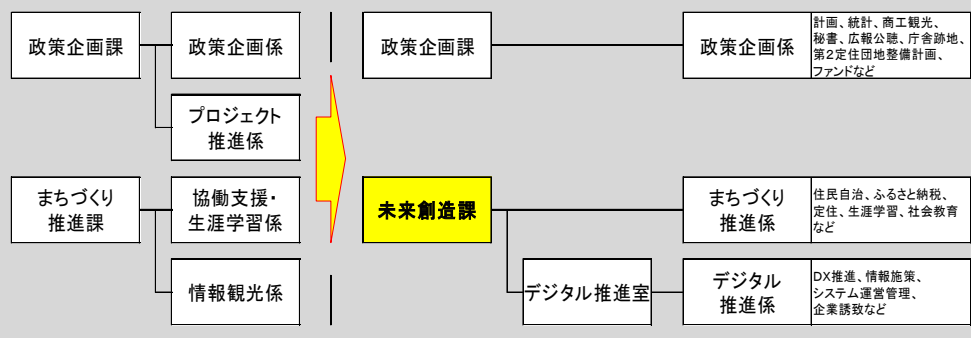 政策企画課
政策企画係
プロジェクト
推進係
まちづくり
推進課
協働支援・
生涯学習係
情報観光係
政策企画課
政策企画係
計画、統計、商工観光、
秘書、広報公聴、庁舎跡地、
第2定住団地整備計画、
ファンドなど
未来創造課
まちづくり
推進係
住民自治、ふるさと納税、
定住、生涯学習、社会教育
など
デジタル推進室
デジタル
推進係
DX推進、情報施策、
システム運営管理、
企業誘致など